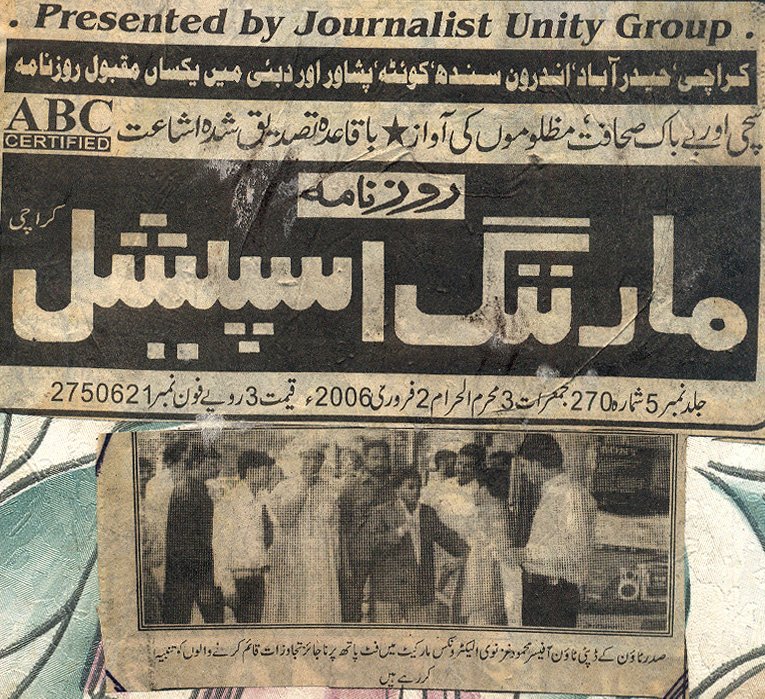 . Presented by Journalist Unity Group .
کراچی، حیدرآباد، اندرون سندھ، کوئٹہ، پشاور اور دبئی میں یکساں مقبول روزنامہ
سچی اور بے باک صحافت، مظلوموں کی آواز ★ باقاعدہ تصدیق شدہ اشاعت
ABC
CERTIFIED
روزنامہ
مارننگ اسپیشل
کراچی
جلد نمبر 5 شمارہ 270 جمعرات 3 محرم الحرام 2 فروری 2006ء قیمت 3 روپے فون نمبر 2750621
صدر ٹاؤن کے ڈپٹی ٹاؤن آفیسر محمود غزنوی الیکٹرونکس مارکیٹ میں فٹ پاتھ پر ناجائز تجاوزات قائم کرنے والوں کو تنبیہ
کر رہے ہیں